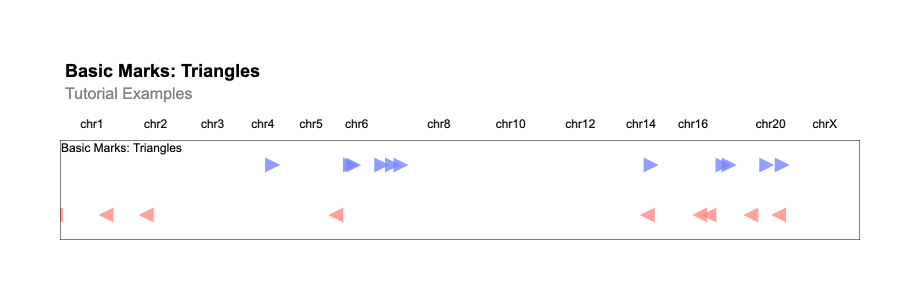 Basic Marks: Triangles
Tutorial Examples
chr1 chr2 chr3 chr4 chr5 chr6 chr8 chr10 chr12 chr14 chr16 chr20 chrX
Basic Marks: Triangles